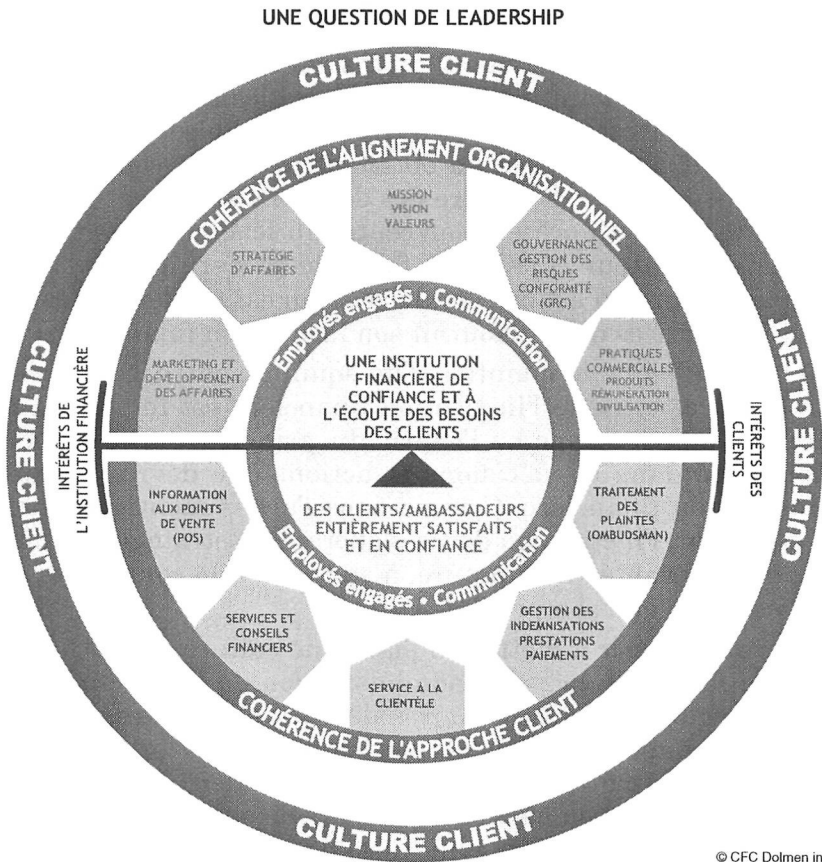 UNE QUESTION DE LEADERSHIP
CULTURE CLIENT
COHÉRENCE DE L'ALIGNEMENT ORGANISATIONNEL
MISSION
VISION
VALEURS
STRATÉGIE
D'AFFAIRES
GOUVERNANCE
GESTION DES
RISQUES
CONFORMITÉ
(GRC)
MARKETING ET
DÉVELOPPEMENT
DES AFFAIRES
PRATIQUES
COMMERCIALES
PRODUITS
RÉMUNÉRATION
DIVULGATION
Employés engagés • Communication
UNE INSTITUTION
FINANCIÈRE DE
CONFIANCE ET À
L'ÉCOUTE DES BESOINS
DES CLIENTS
CULTURE CLIENT
INTÉRÊTS DE
L'INSTITUTION FINANCIÈRE
INTÉRÊTS DES
CLIENTS
CULTURE CLIENT
DES CLIENTS/AMBASSADEURS
ENTIÈREMENT SATISFAITS
ET EN CONFIANCE
Employés engagés • Communication
INFORMATION
AUX POINTS
DE VENTE
(POS)
TRAITEMENT
DES
PLAINTES
(OMBUDSMAN)
SERVICES ET
CONSEILS
FINANCIERS
GESTION DES
INDEMNISATIONS
PRESTATIONS
PAIEMENTS
SERVICE À LA
CLIENTÈLE
COHÉRENCE DE L'APPROCHE CLIENT
CULTURE CLIENT
© CFC Dolmen in